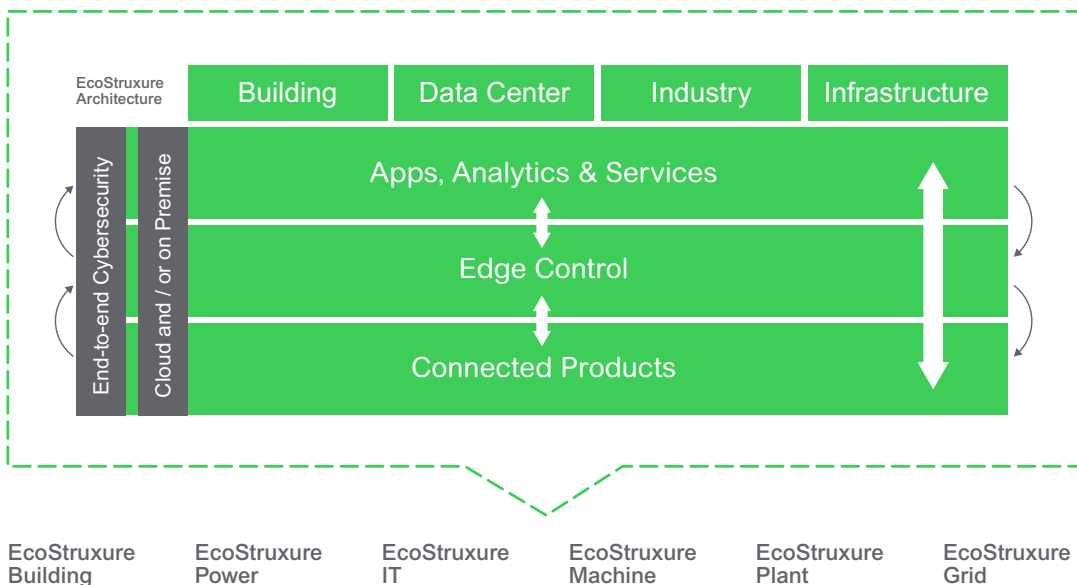 EcoStruxure
Architecture
Building
Data Center
Industry
Infrastructure
End-to-end Cybersecurity
Cloud and / or on Premise
Apps, Analytics & Services
Edge Control
Connected Products
EcoStruxure
Building
EcoStruxure
Power
EcoStruxure
IT
EcoStruxure
Machine
EcoStruxure
Plant
EcoStruxure
Grid